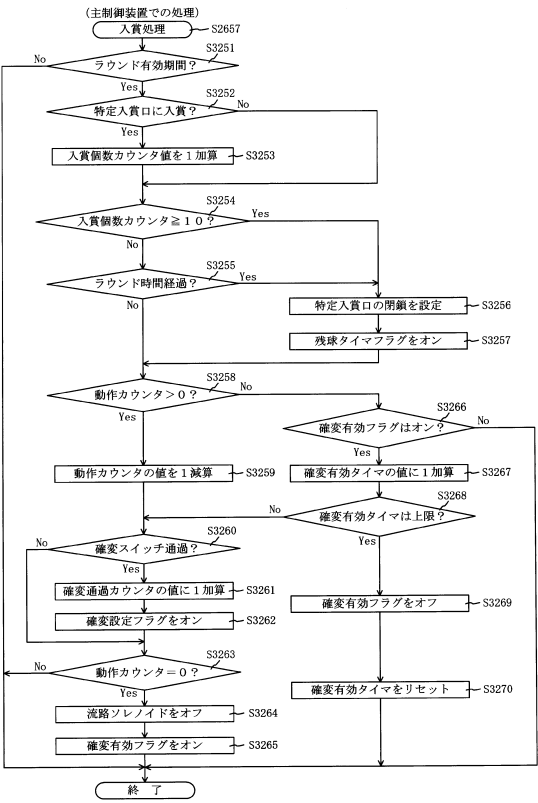 (主制御装置での処理)
入賞処理 S2657
S3251
ラウンド有効期間?
No
Yes
S3252
特定入賞口に入賞?
No
Yes
入賞個数カウンタ値を1加算 S3253
S3254
入賞個数カウンタ≧10?
Yes
No
S3255
ラウンド時間経過?
Yes
No
特定入賞口の閉鎖を設定 S3256
残球タイマフラグをオン S3257
S3258
動作カウンタ>0?
No
Yes
S3266
確変有効フラグはオン?
No
Yes
動作カウンタの値を1減算 S3259
確変有効タイマの値に1加算 S3267
S3268
確変有効タイマは上限?
No
Yes
S3260
確変スイッチ通過?
No
Yes
確変通過カウンタの値に1加算 S3261
確変設定フラグをオン S3262
確変有効フラグをオフ S3269
S3263
動作カウンタ=0?
No
Yes
確変有効タイマをリセット S3270
流路ソレノイドをオフ S3264
確変有効フラグをオン S3265
終了